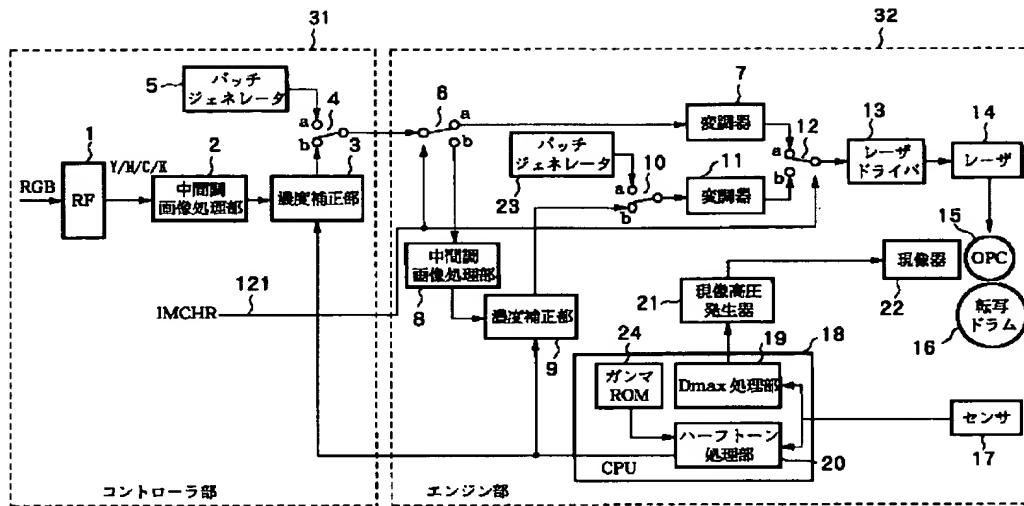 31
32
パッチ
ジェネレータ
5
4
a
b
6
a
b
7
変調器
12
a
b
13
レーザ
ドライバ
14
レーザ
1
RGB
RF
Y/M/C/K
2
中間調
画像処理部
3
濃度補正部
パッチ
ジェネレータ
23
10
a
b
11
変調器
15
OPC
現像器
22
転写
ドラム
16
中間調
画像処理部
8
121
IMCHR
濃度補正部
9
21
現像高圧
発生器
18
24
ガンマ
ROM
19
Dmax 処理部
ハーフトーン
処理部
20
CPU
センサ
17
コントローラ部
エンジン部